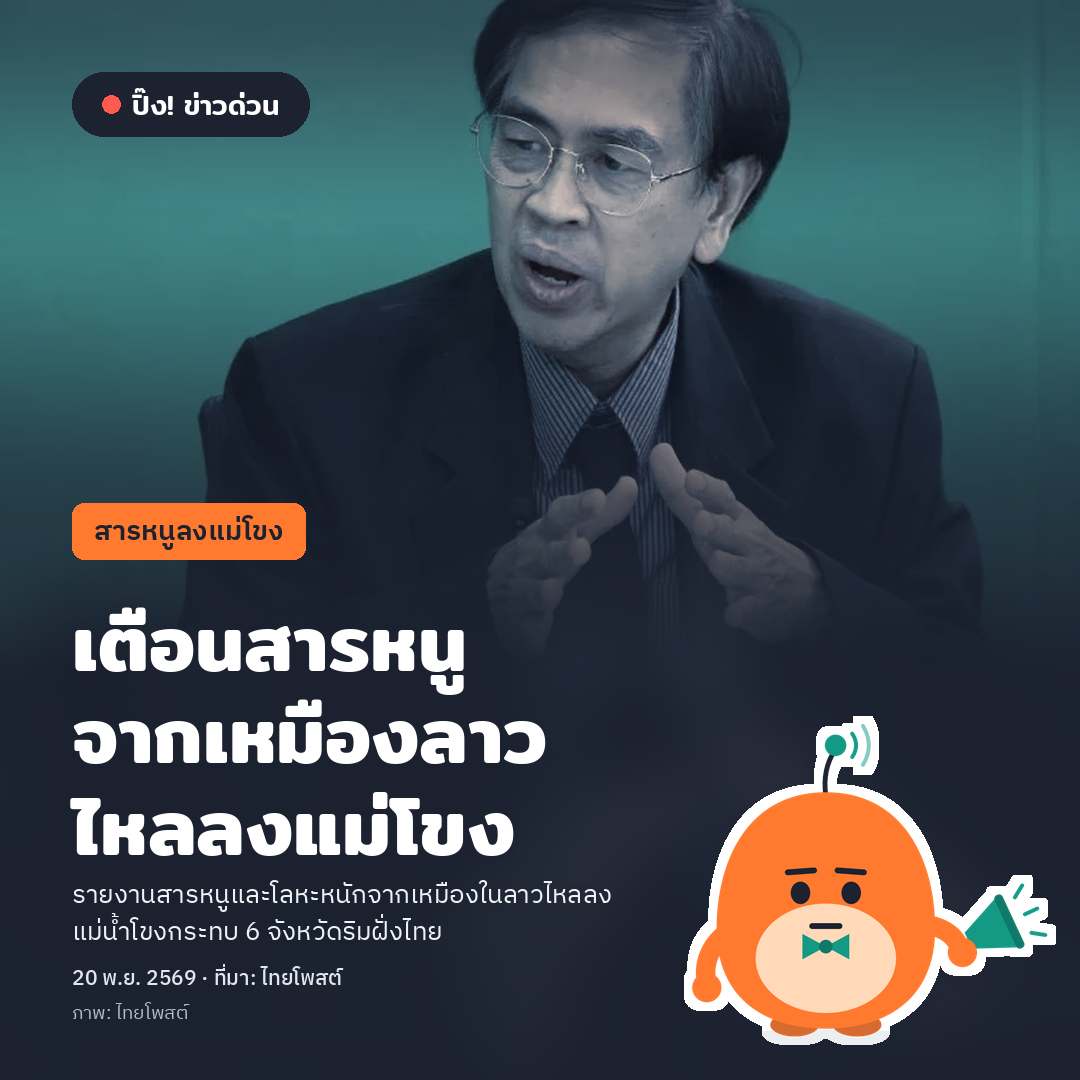 ปิ๊ง! ข่าวด่วน
สารหนูลงแม่โขง
เตือนสารหนู
จากเหมืองลาว
ไหลลงแม่โขง
รายงานสารหนูและโลหะหนักจากเหมืองในลาวไหลลง
แม่น้ำโขงกระทบ 6 จังหวัดริมฝั่งไทย
20 พ.ย. 2569 · ที่มา: ไทยโพสต์
ภาพ: ไทยโพสต์